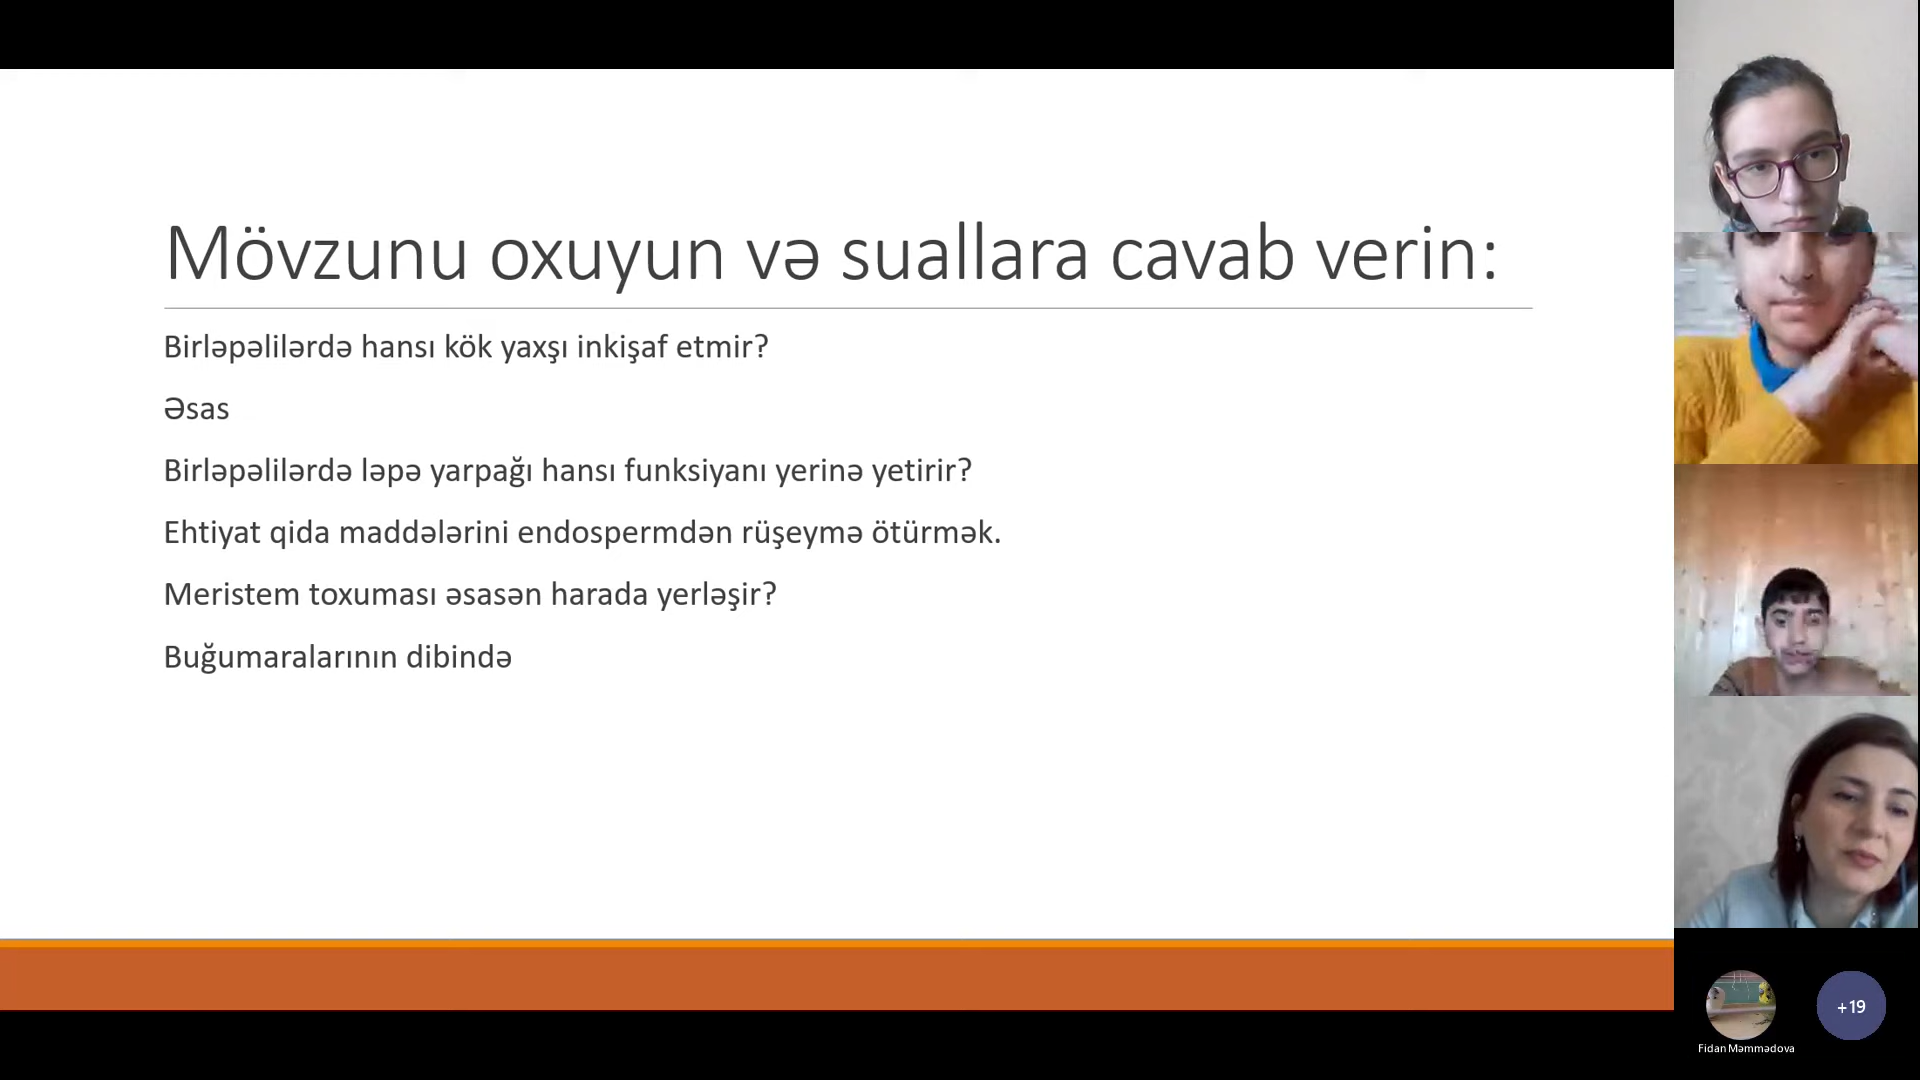 Mövzunu oxuyun və suallara cavab verin:
Birləpəlilərdə hansı kök yaxşı inkişaf etmir?
Əsas
Birləpəlilərdə ləpə yarpağı hansı funksiyanı yerinə yetirir?
Ehtiyat qida maddələrini endospermdən rüşeymə ötürmək.
Meristem toxuması əsasən harada yerləşir?
Buğumaralarının dibində
+19
Fidan Məmmədova